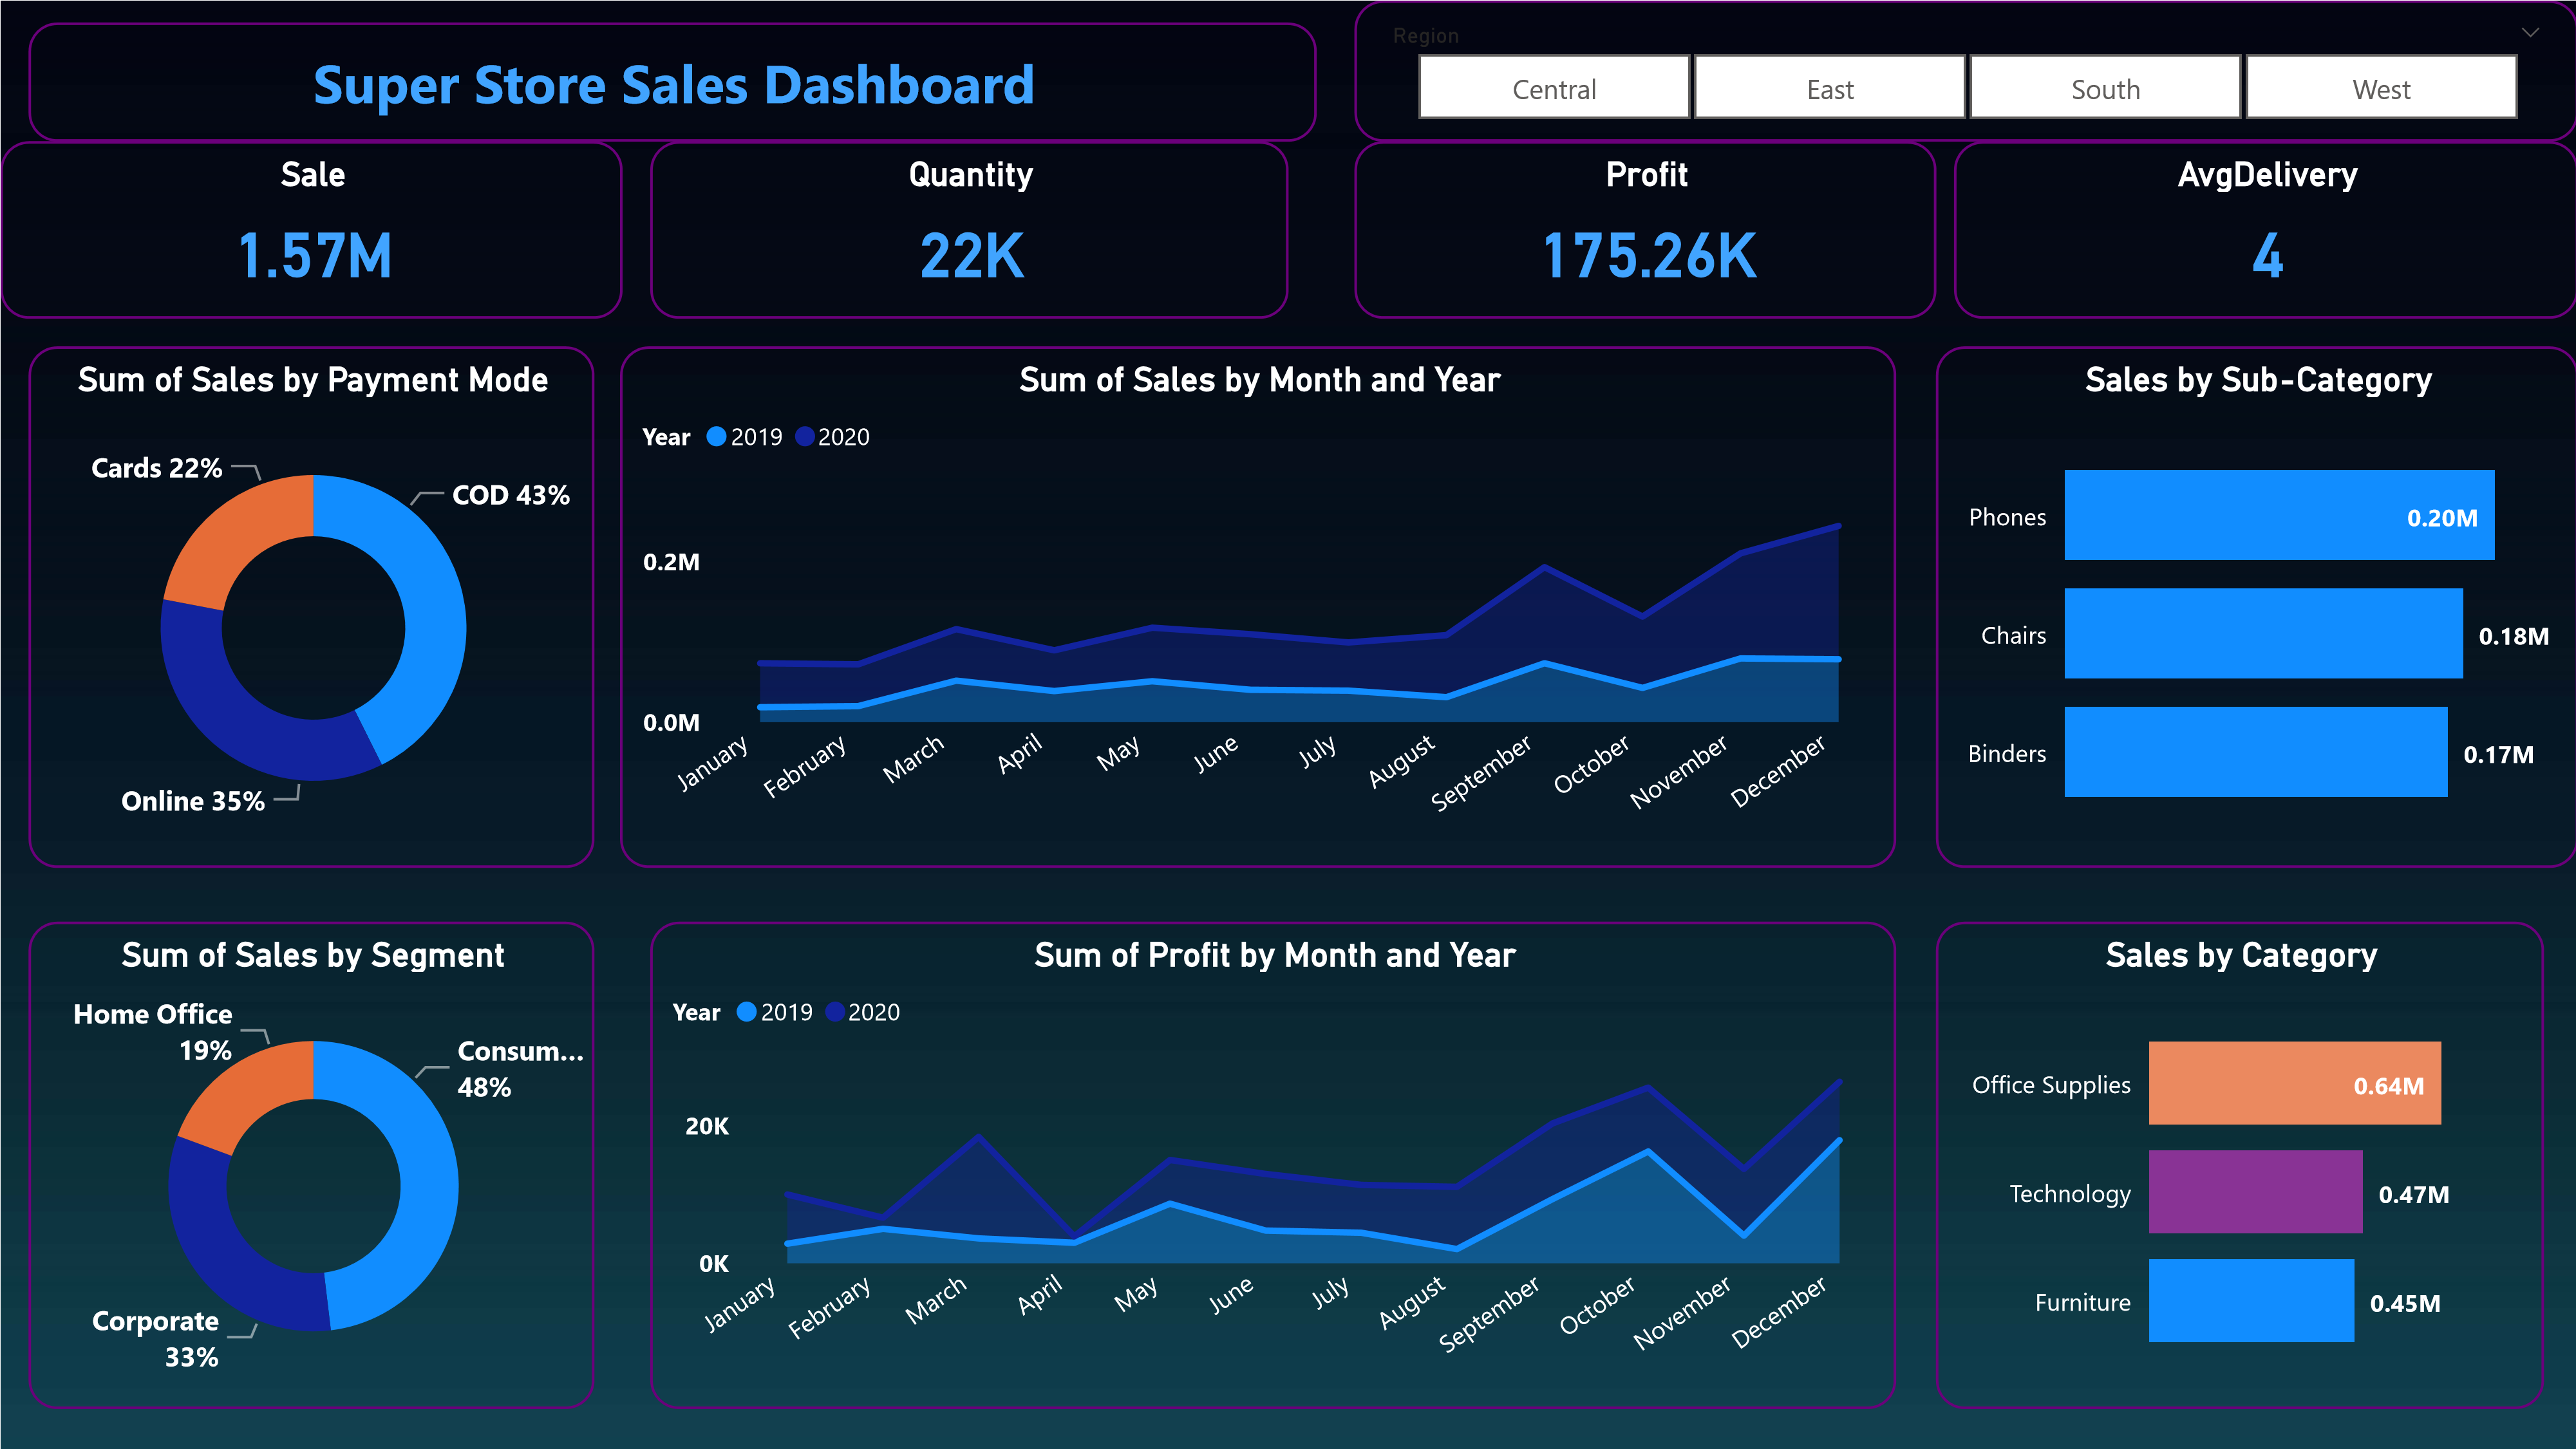 Super Store Sales Dashboard
Region
Central
East
South
West
Sale
1.57M
Quantity
22K
Profit
175.26K
AvgDelivery
4
Sum of Sales by Payment Mode
Cards 22%
COD 43%
Online 35%
Sum of Sales by Month and Year
Year 2019 2020
0.2M
0.0M
January
February
March
April
May
June
July
August
September
October
November
December
Sales by Sub-Category
Phones 0.20M
Chairs 0.18M
Binders 0.17M
Sum of Sales by Segment
Home Office
19%
Consum...
48%
Corporate
33%
Sum of Profit by Month and Year
Year 2019 2020
20K
0K
January
February
March
April
May
June
July
August
September
October
November
December
Sales by Category
Office Supplies 0.64M
Technology 0.47M
Furniture 0.45M